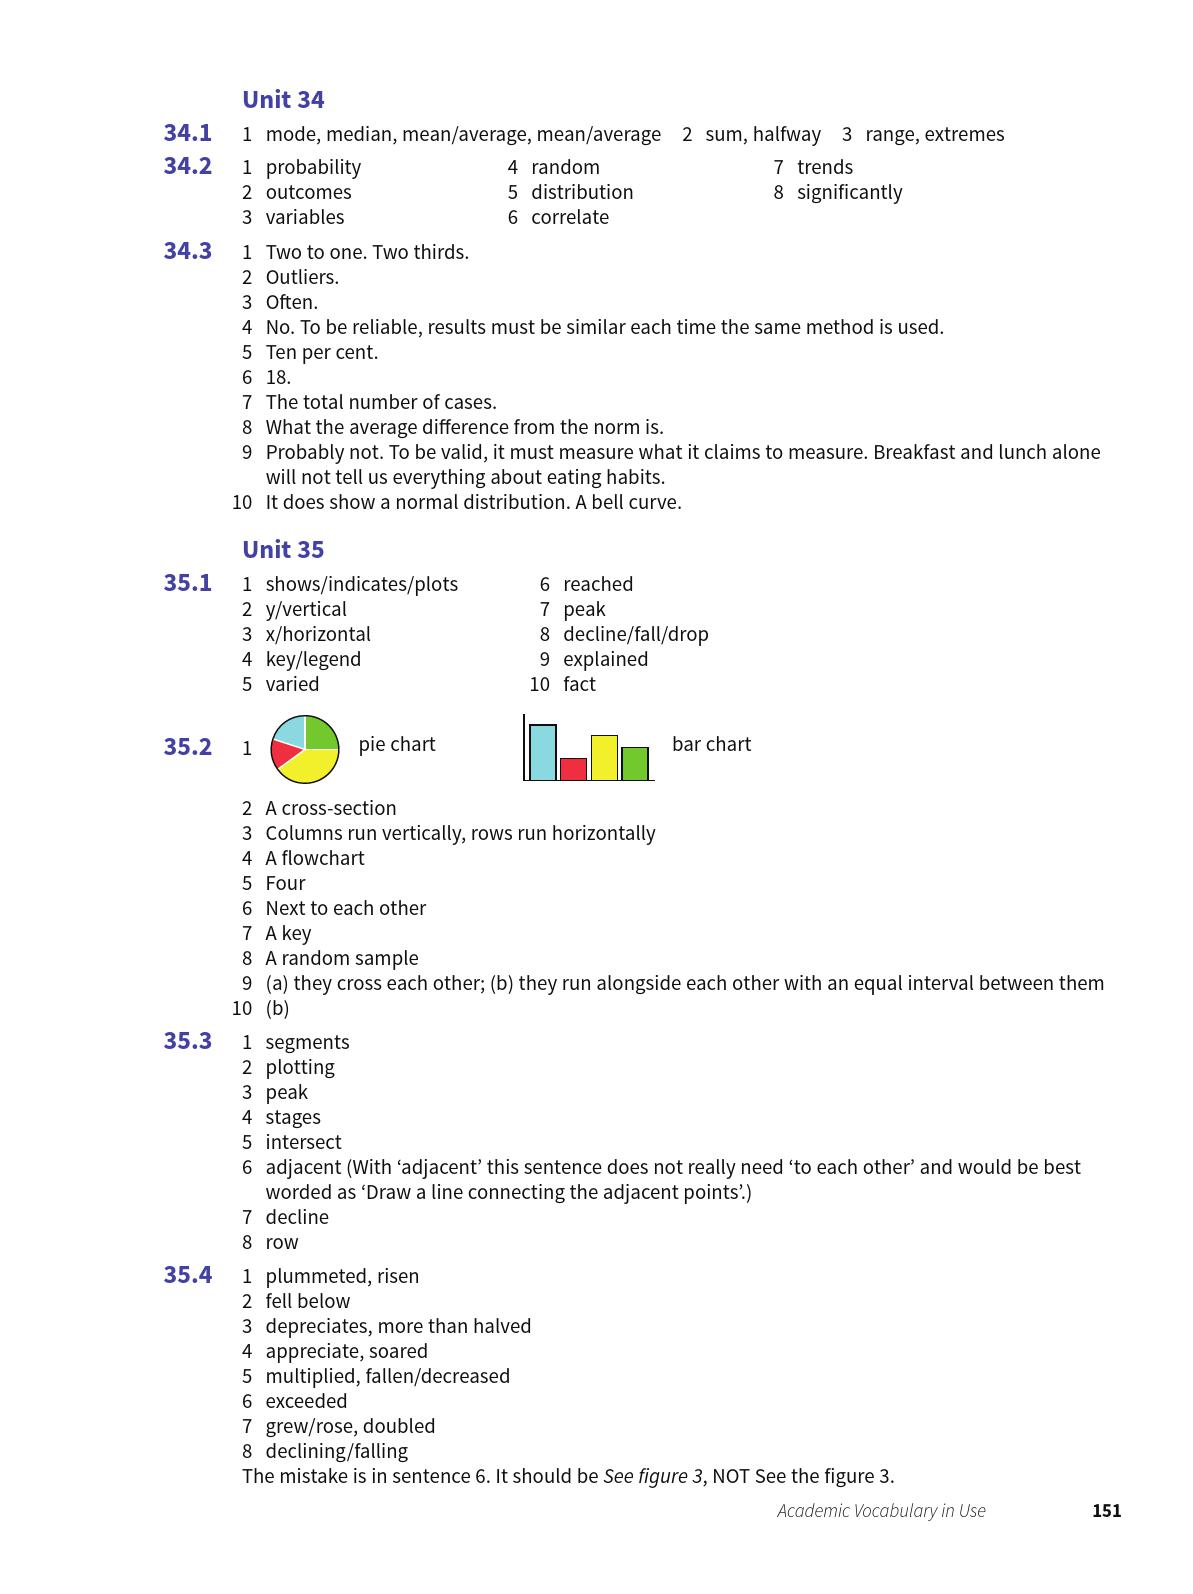 Unit 34
34.1 1 mode, median, mean/average, mean/average 2 sum, halfway 3 range, extremes
34.2 1 probability 4 random 7 trends
2 outcomes 5 distribution 8 significantly
3 variables 6 correlate
34.3 1 Two to one. Two thirds.
2 Outliers.
3 Often.
4 No. To be reliable, results must be similar each time the same method is used.
5 Ten per cent.
6 18.
7 The total number of cases.
8 What the average difference from the norm is.
9 Probably not. To be valid, it must measure what it claims to measure. Breakfast and lunch alone
will not tell us everything about eating habits.
10 It does show a normal distribution. A bell curve.
Unit 35
35.1 1 shows/indicates/plots 6 reached
2 y/vertical 7 peak
3 x/horizontal 8 decline/fall/drop
4 key/legend 9 explained
5 varied 10 fact
35.2 1 pie chart bar chart
2 A cross-section
3 Columns run vertically, rows run horizontally
4 A flowchart
5 Four
6 Next to each other
7 A key
8 A random sample
9 (a) they cross each other; (b) they run alongside each other with an equal interval between them
10 (b)
35.3 1 segments
2 plotting
3 peak
4 stages
5 intersect
6 adjacent (With ‘adjacent’ this sentence does not really need ‘to each other’ and would be best
worded as ‘Draw a line connecting the adjacent points’.)
7 decline
8 row
35.4 1 plummeted, risen
2 fell below
3 depreciates, more than halved
4 appreciate, soared
5 multiplied, fallen/decreased
6 exceeded
7 grew/rose, doubled
8 declining/falling
The mistake is in sentence 6. It should be See figure 3, NOT See the figure 3.
Academic Vocabulary in Use 151